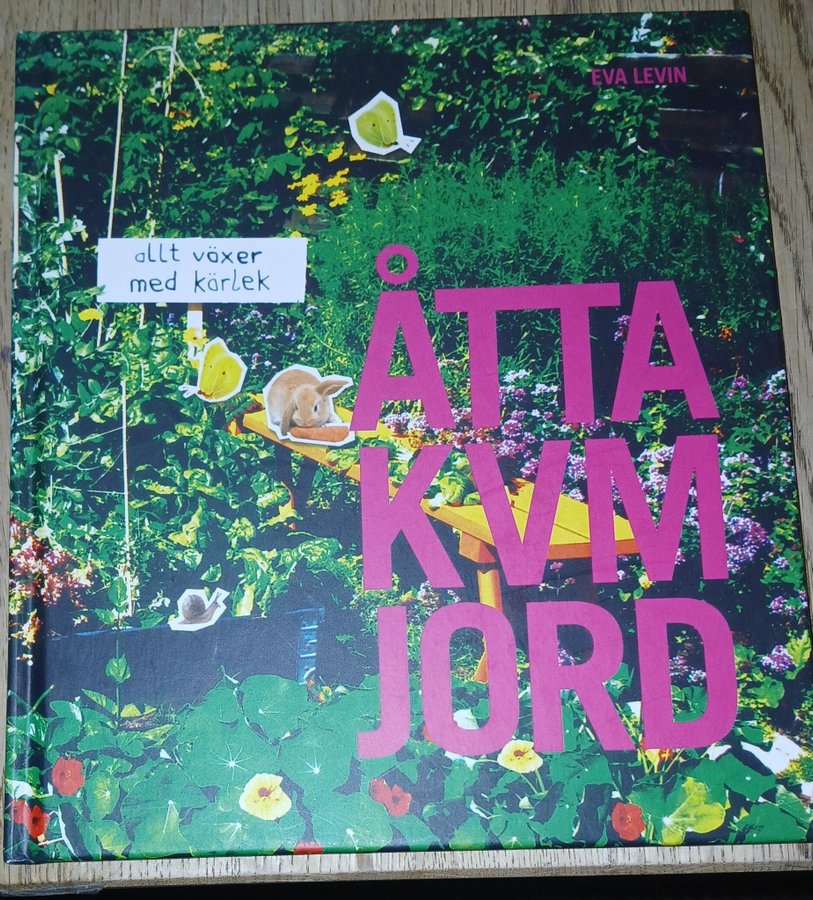 EVA LEVIN
allt växer
med kärlek
ÅTTA
KVM
JORD